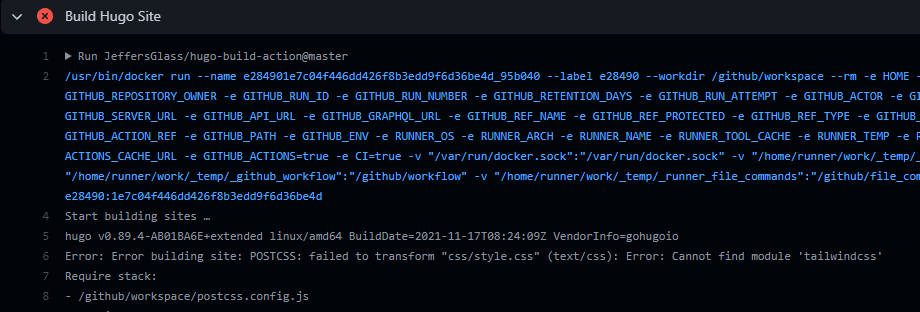 Build Hugo Site
1 Run JeffersGlass/hugo-build-action@master
2 /usr/bin/docker run --name e284901e7c04f446dd426f8b3edd9f6d36be4d_95b040 --label e28490 --workdir /github/workspace --rm -e HOME -
GITHUB_REPOSITORY_OWNER -e GITHUB_RUN_ID -e GITHUB_RUN_NUMBER -e GITHUB_RETENTION_DAYS -e GITHUB_RUN_ATTEMPT -e GITHUB_ACTOR -e GI
GITHUB_SERVER_URL -e GITHUB_API_URL -e GITHUB_GRAPHQL_URL -e GITHUB_REF_NAME -e GITHUB_REF_PROTECTED -e GITHUB_REF_TYPE -e GITHUB_
GITHUB_ACTION_REF -e GITHUB_PATH -e GITHUB_ENV -e RUNNER_OS -e RUNNER_ARCH -e RUNNER_NAME -e RUNNER_TOOL_CACHE -e RUNNER_TEMP -e R
ACTIONS_CACHE_URL -e GITHUB_ACTIONS=true -e CI=true -v "/var/run/docker.sock":"/var/run/docker.sock" -v "/home/runner/work/_temp/_
"/home/runner/work/_temp/_github_workflow":"/github/workflow" -v "/home/runner/work/_temp/_runner_file_commands":"/github/file_com
e28490:1e7c04f446dd426f8b3edd9f6d36be4d
4 Start building sites …
5 hugo v0.89.4-AB01BA6E+extended linux/amd64 BuildDate=2021-11-17T08:24:09Z VendorInfo=gohugoio
6 Error: Error building site: POSTCSS: failed to transform "css/style.css" (text/css): Error: Cannot find module 'tailwindcss'
7 Require stack:
8 - /github/workspace/postcss.config.js